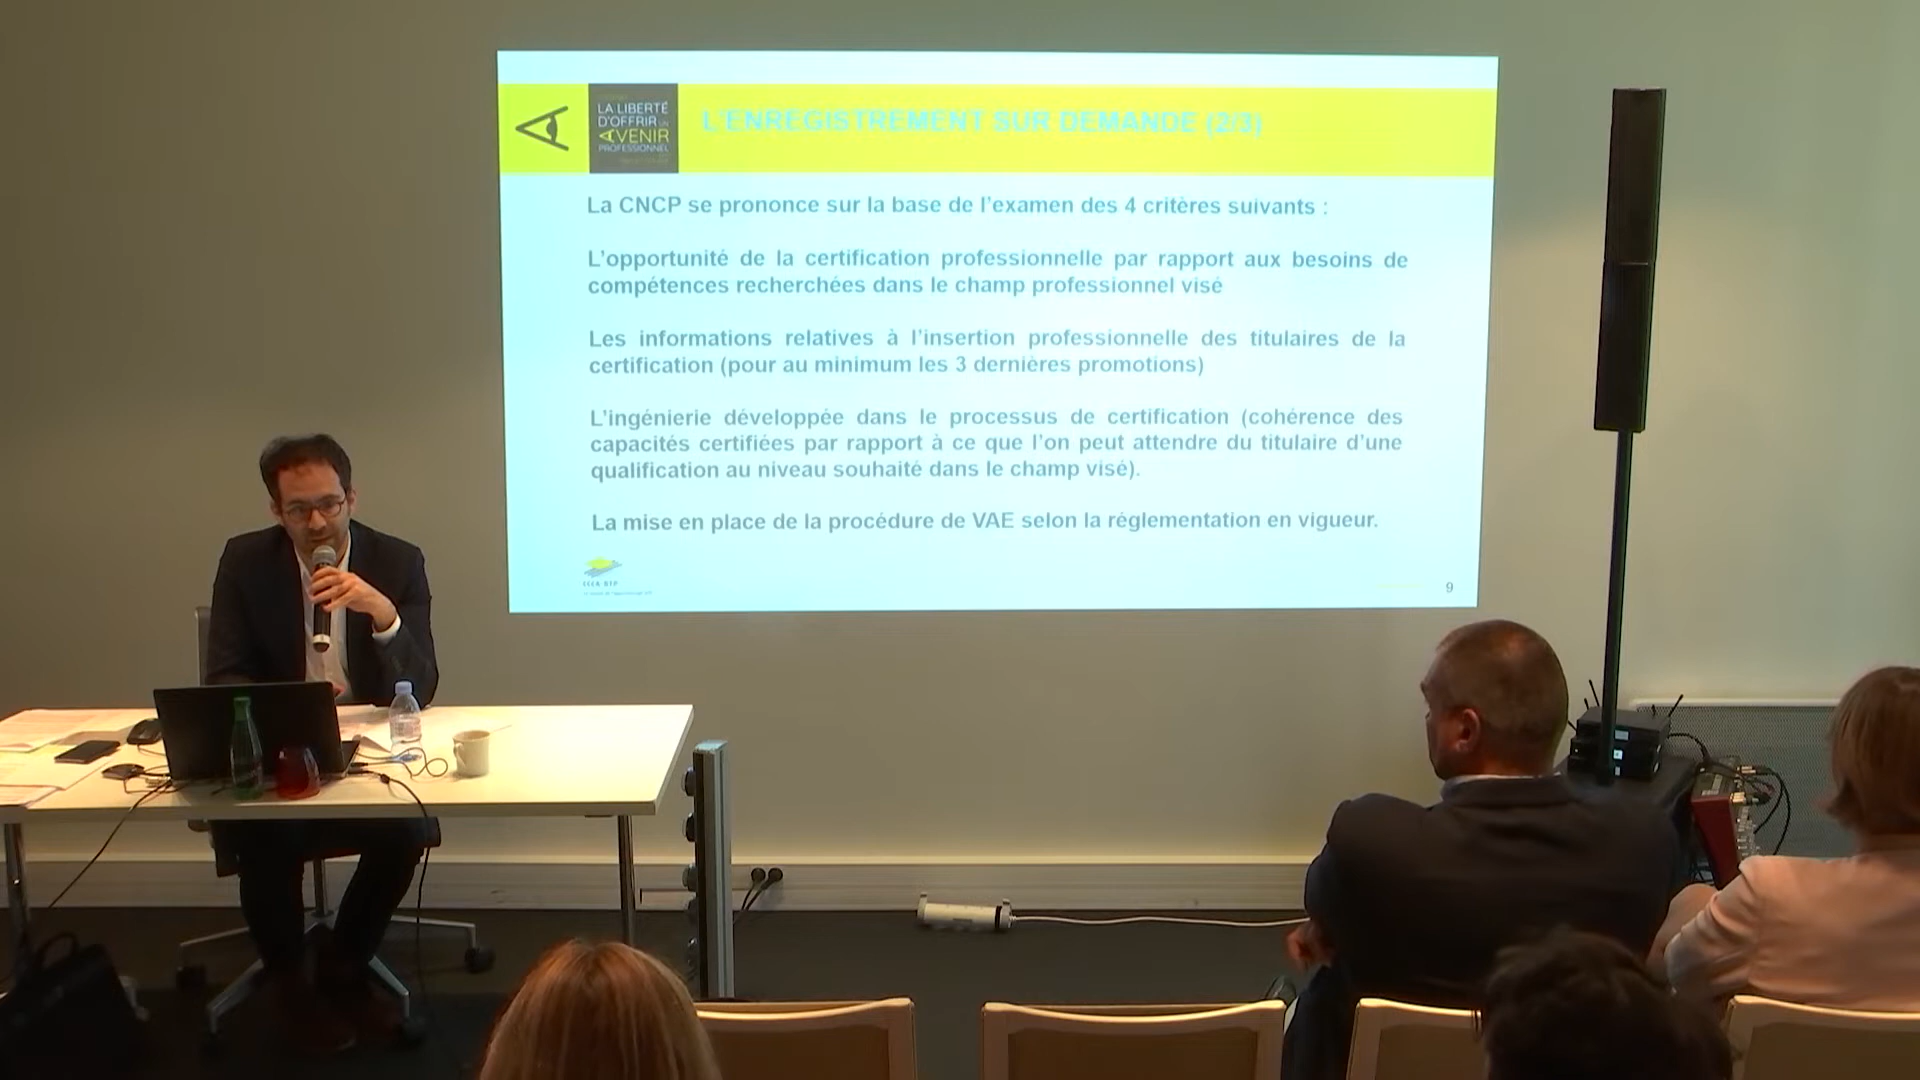 LA LIBERTÉ
D'OFFRIR UN
AVENIR
PROFESSIONNEL
L'ENREGISTREMENT SUR DEMANDE (2/3)
La CNCP se prononce sur la base de l'examen des 4 critères suivants :
L'opportunité de la certification professionnelle par rapport aux besoins de
compétences recherchées dans le champ professionnel visé
Les informations relatives à l'insertion professionnelle des titulaires de la
certification (pour au minimum les 3 dernières promotions)
L'ingénierie développée dans le processus de certification (cohérence des
capacités certifiées par rapport à ce que l'on peut attendre du titulaire d'une
qualification au niveau souhaité dans le champ visé).
La mise en place de la procédure de VAE selon la réglementation en vigueur.
CCCA BTP
9